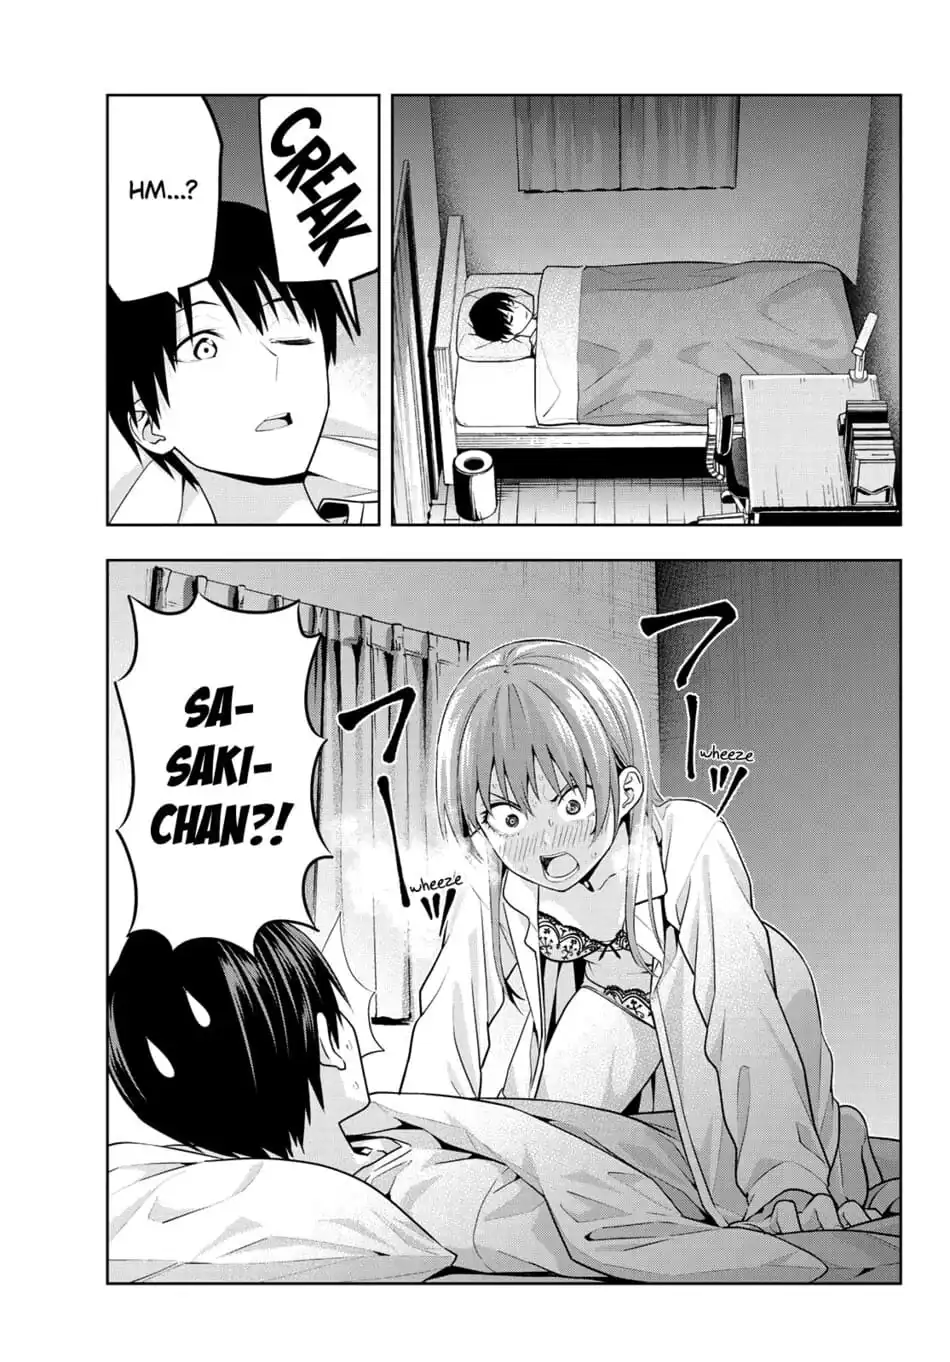 CREAK
HM...?
SA-
SAKI-
CHAN?!
フーッ
wheeze
フーッ
wheeze